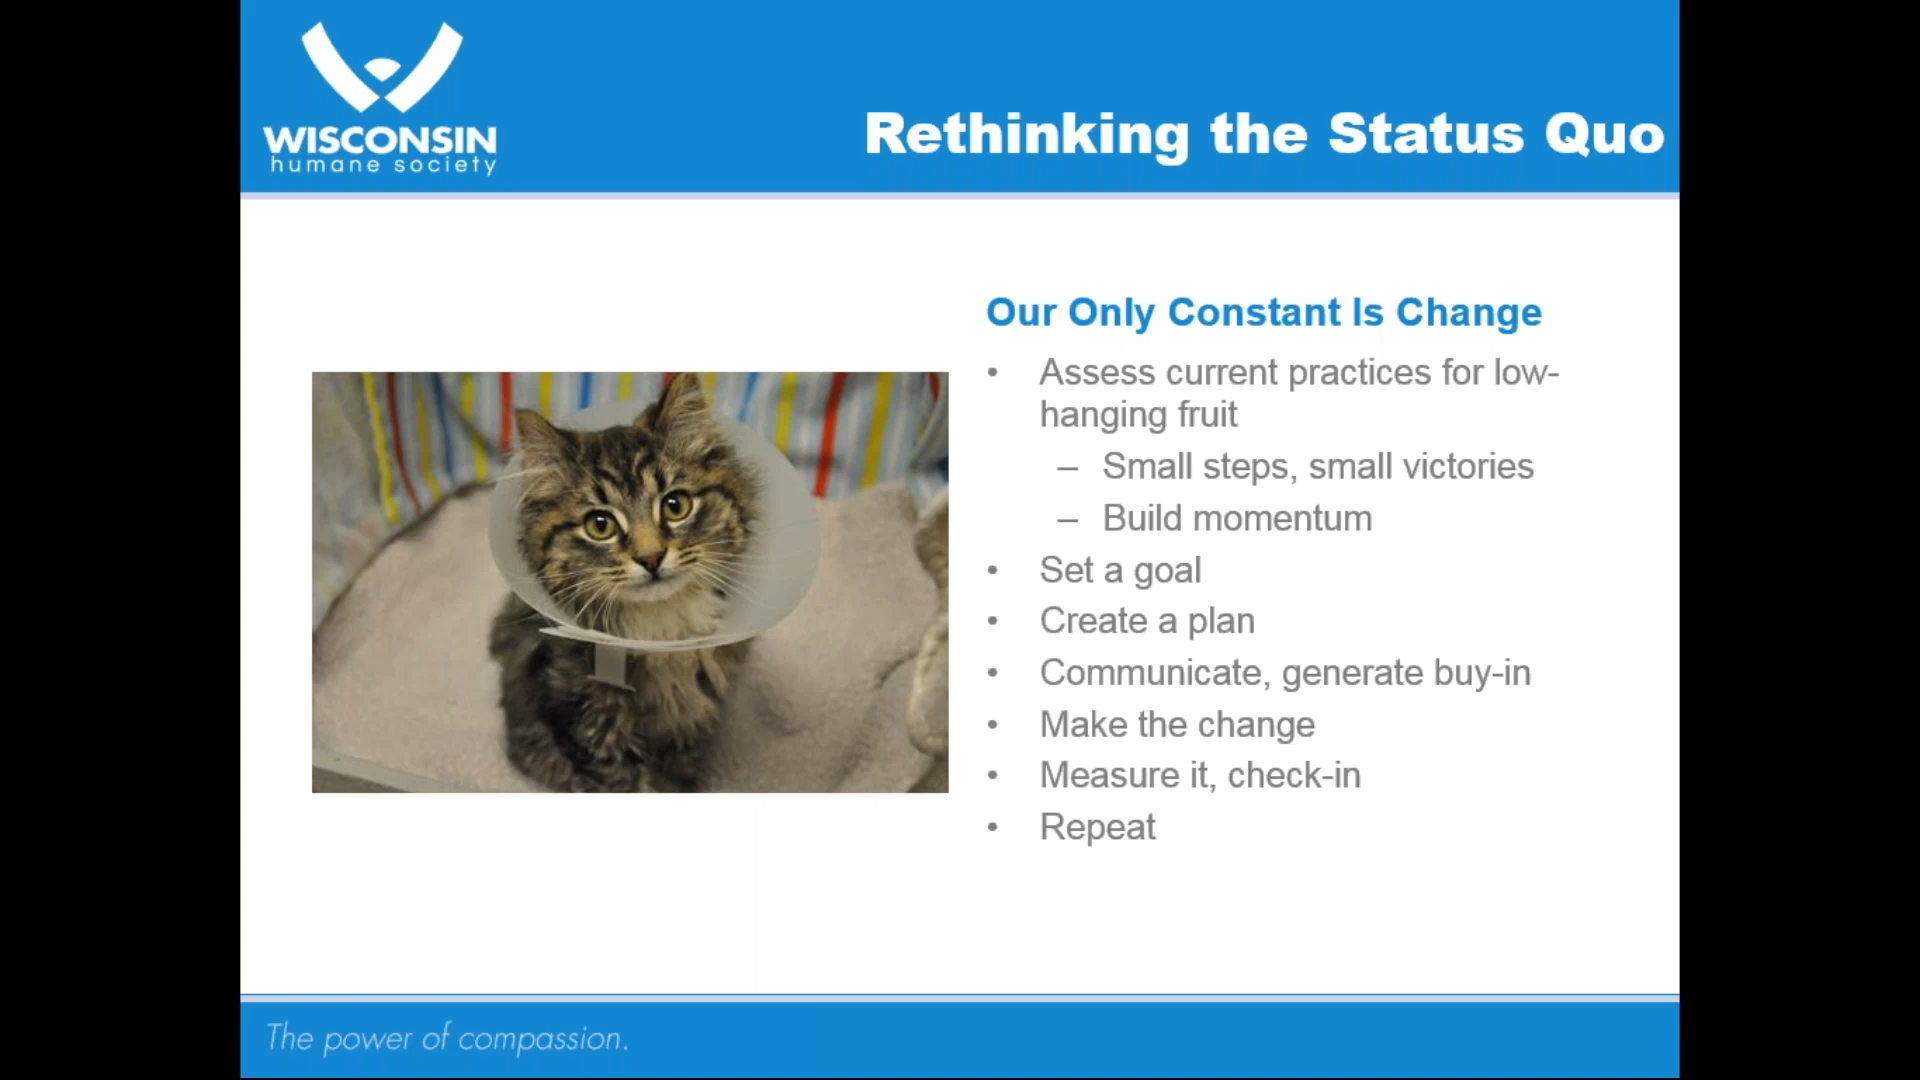 WISCONSIN
humane society
Rethinking the Status Quo
Our Only Constant Is Change
• Assess current practices for low-
hanging fruit
– Small steps, small victories
– Build momentum
• Set a goal
• Create a plan
• Communicate, generate buy-in
• Make the change
• Measure it, check-in
• Repeat
The power of compassion.